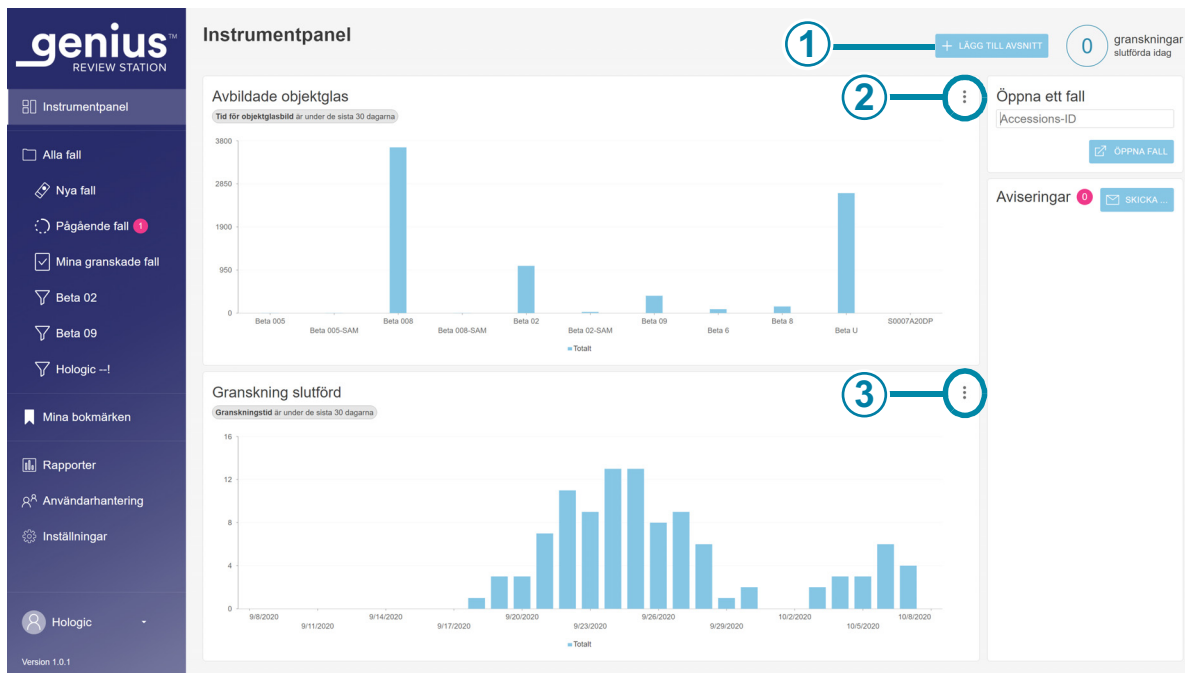 genius™
REVIEW STATION
Instrumentpanel
Alla fall
Nya fall
Pågående fall 1
Mina granskade fall
Beta 02
Beta 09
Hologic --!
Mina bokmärken
Rapporter
Användarhantering
Inställningar
Hologic
Version 1.0.1
Instrumentpanel
1
+ LÄGG TILL AVSNITT
0
granskningar
slutförda idag
Avbildade objektglas
2
Tid för objektglasbild är under de sista 30 dagarna
3800
2850
1900
950
0
Beta 005
Beta 005-SAM
Beta 008
Beta 008-SAM
Beta 02
Beta 02-SAM
Beta 09
Beta 6
Beta 8
Beta U
S0007A20DP
Totalt
Granskning slutförd
3
Granskningstid är under de sista 30 dagarna
16
12
8
4
0
9/8/2020
9/11/2020
9/14/2020
9/17/2020
9/20/2020
9/23/2020
9/26/2020
9/29/2020
10/2/2020
10/5/2020
10/8/2020
Totalt
Öppna ett fall
Accessions-ID
ÖPPNA FALL
Aviseringar 0
SKICKA ...